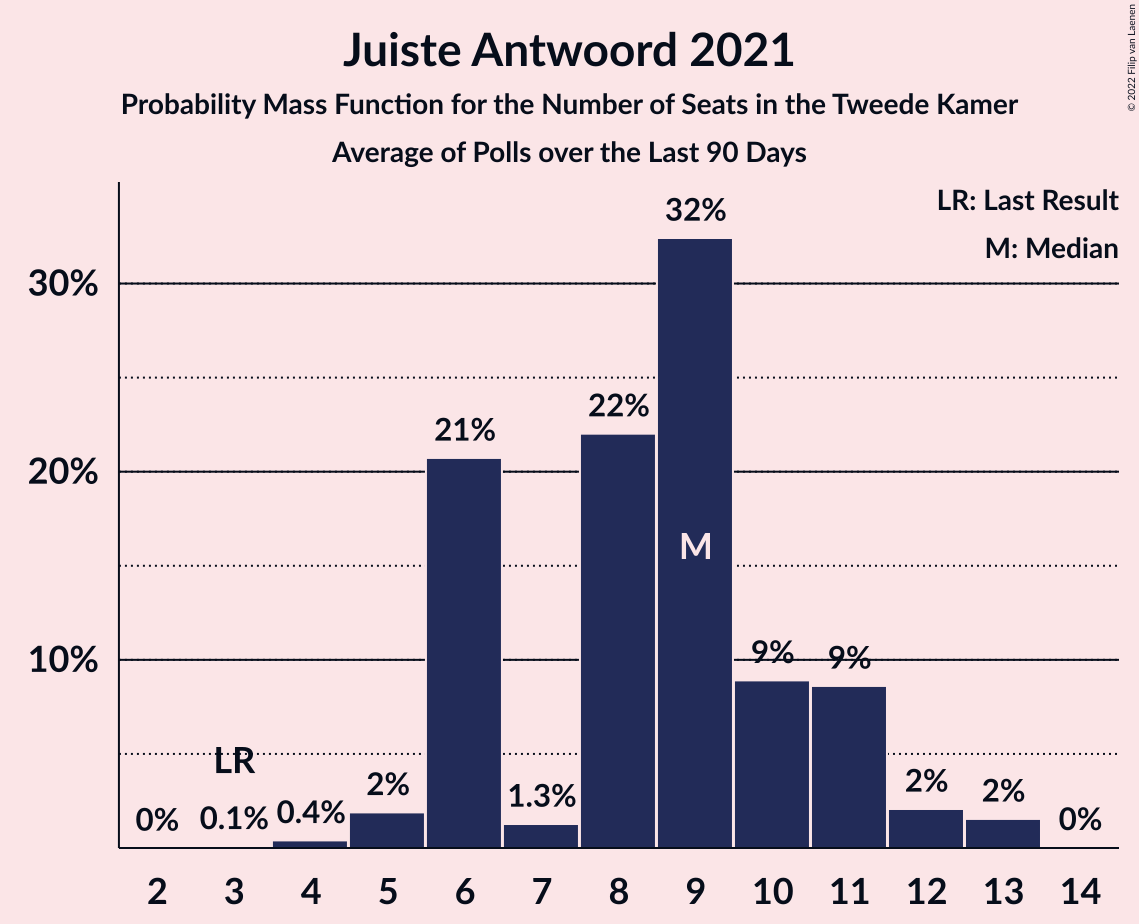 Juiste Antwoord 2021
Probability Mass Function for the Number of Seats in the Tweede Kamer
Average of Polls over the Last 90 Days
© 2022 Filip van Laenen
LR: Last Result
M: Median
30%
20%
10%
0%
0.1%
LR
0.4%
2%
21%
1.3%
22%
32%
M
9%
9%
2%
2%
0%
2 3 4 5 6 7 8 9 10 11 12 13 14